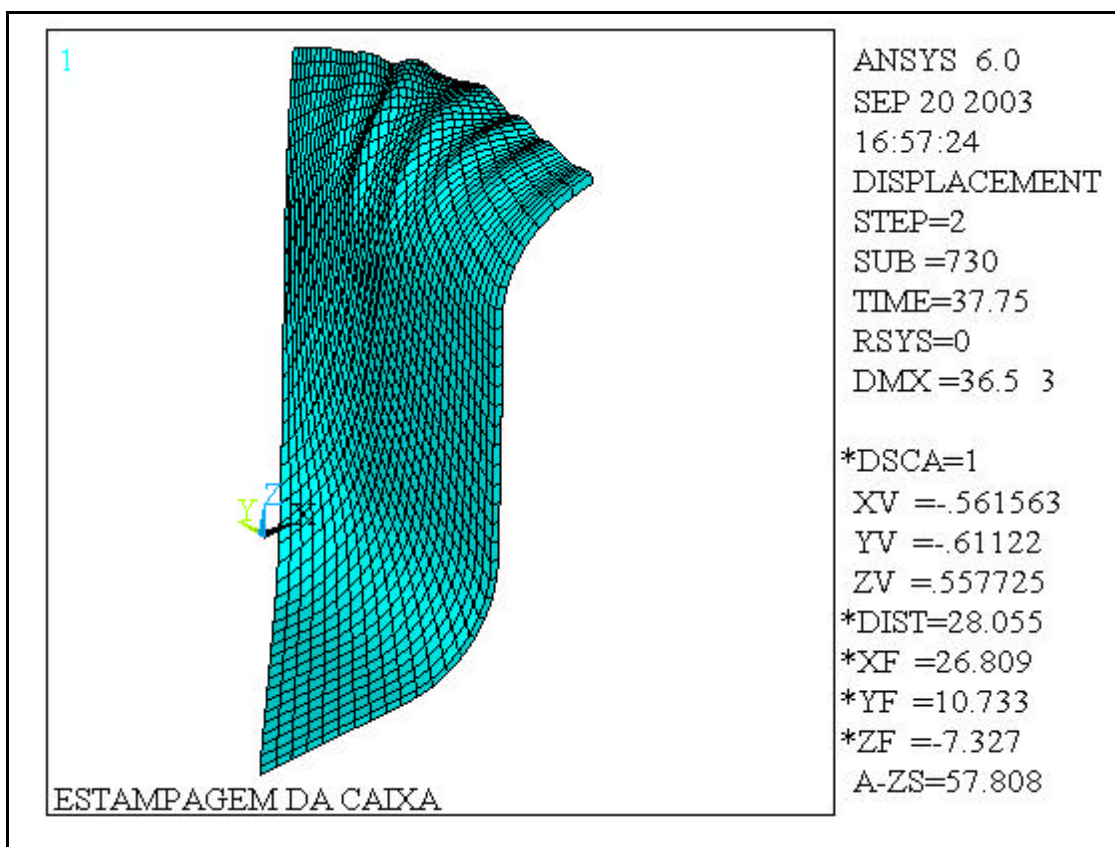 1
ANSYS 6.0
SEP 20 2003
16:57:24
DISPLACEMENT
STEP=2
SUB =730
TIME=37.75
RSYS=0
DMX =36.5 3
*DSCA=1
XV =-.561563
YV =-.61122
ZV =.557725
*DIST=28.055
*XF =26.809
*YF =10.733
*ZF =-7.327
A-ZS=57.808
Y Z X
ESTAMPAGEM DA CAIXA